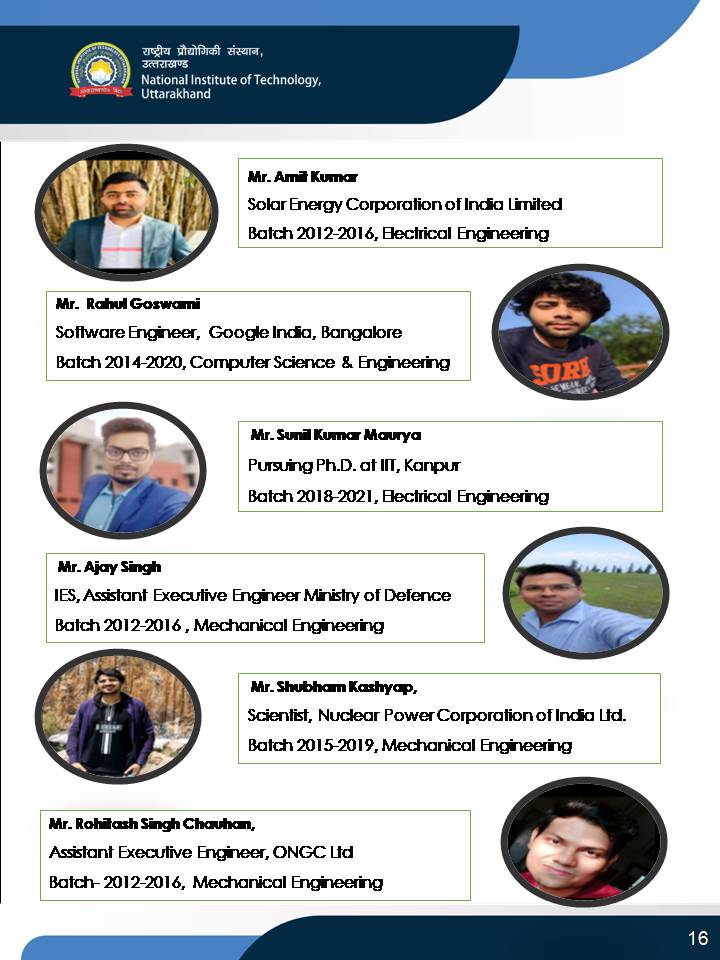 राष्ट्रीय प्रौद्योगिकी संस्थान,
उत्तराखण्ड
National Institute of Technology,
Uttarakhand
Mr. Amit Kumar
Solar Energy Corporation of India Limited
Batch 2012-2016, Electrical Engineering
Mr. Rahul Goswami
Software Engineer, Google India, Bangalore
Batch 2014-2020, Computer Science & Engineering
Mr. Sunil Kumar Maurya
Pursuing Ph.D. at IIT, Kanpur
Batch 2018-2021, Electrical Engineering
Mr. Ajay Singh
IES, Assistant Executive Engineer Ministry of Defence
Batch 2012-2016 , Mechanical Engineering
Mr. Shubham Kashyap,
Scientist, Nuclear Power Corporation of India Ltd.
Batch 2015-2019, Mechanical Engineering
Mr. Rohitash Singh Chauhan,
Assistant Executive Engineer, ONGC Ltd
Batch- 2012-2016, Mechanical Engineering
16